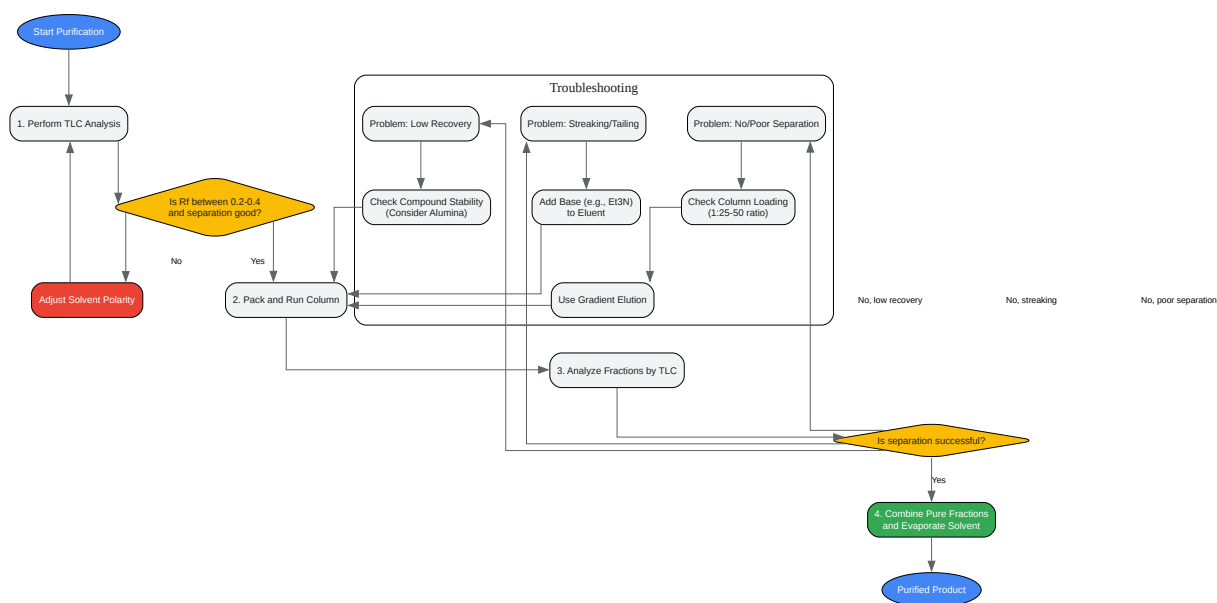 Start Purification
Troubleshooting
1. Perform TLC Analysis
Problem: Low Recovery
Problem: Streaking/Tailing
Problem: No/Poor Separation
Is Rf between 0.2-0.4
and separation good?
Check Compound Stability
(Consider Alumina)
Add Base (e.g., Et3N)
to Eluent
Check Column Loading
(1:25-50 ratio)
No
Yes
Adjust Solvent Polarity
2. Pack and Run Column
Use Gradient Elution
No, low recovery
No, streaking
No, poor separation
3. Analyze Fractions by TLC
Is separation successful?
Yes
4. Combine Pure Fractions
and Evaporate Solvent
Purified Product